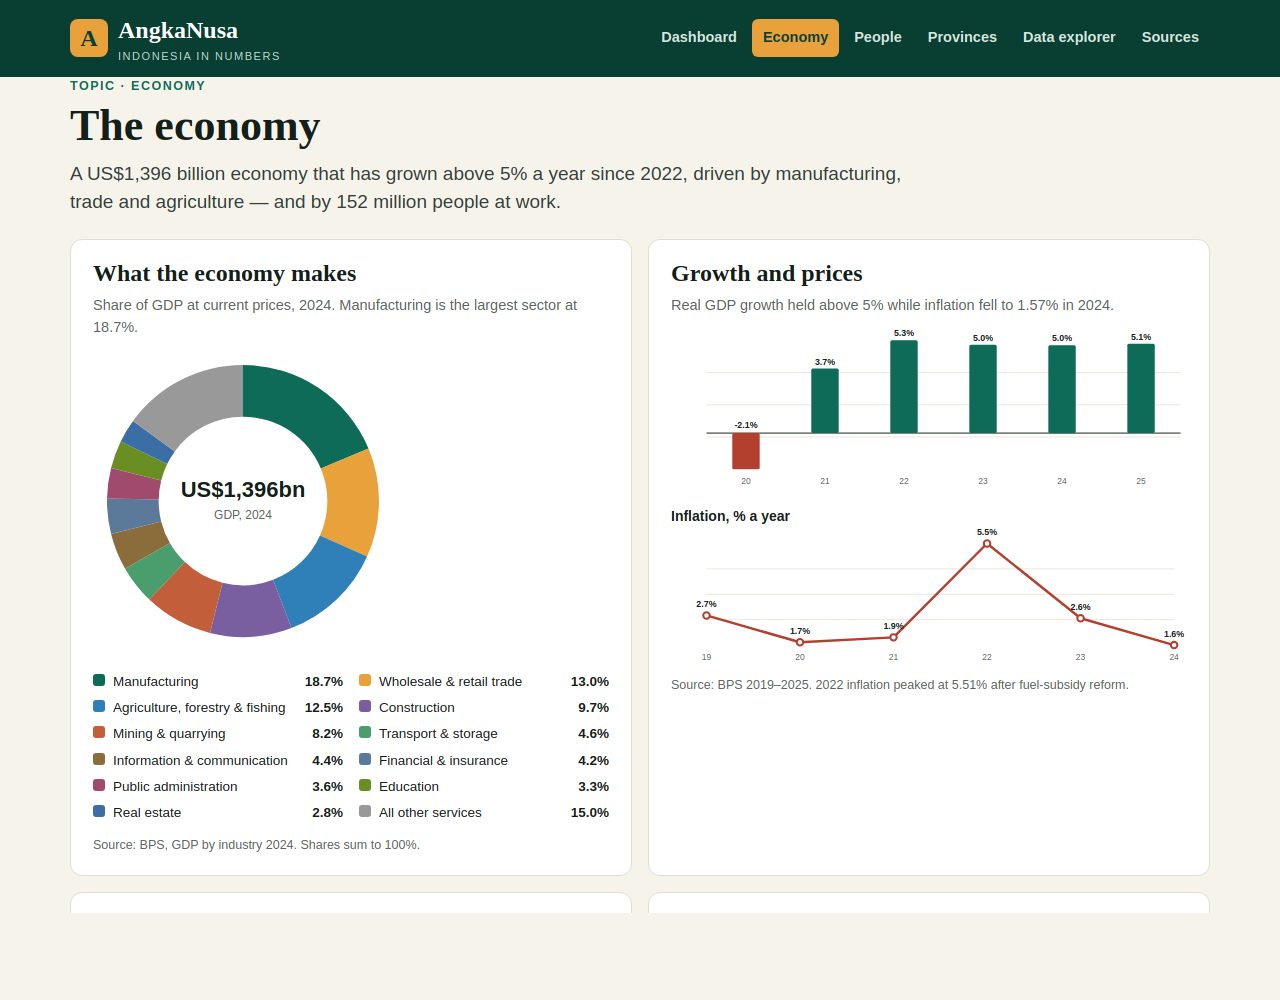 A
AngkaNusa
INDONESIA IN NUMBERS
Dashboard Economy People Provinces Data explorer Sources
TOPIC · ECONOMY
The economy
A US$1,396 billion economy that has grown above 5% a year since 2022, driven by manufacturing,
trade and agriculture — and by 152 million people at work.
What the economy makes
Share of GDP at current prices, 2024. Manufacturing is the largest sector at
18.7%.
US$1,396bn
GDP, 2024
Manufacturing 18.7%
Wholesale & retail trade 13.0%
Agriculture, forestry & fishing 12.5%
Construction 9.7%
Mining & quarrying 8.2%
Transport & storage 4.6%
Information & communication 4.4%
Financial & insurance 4.2%
Public administration 3.6%
Education 3.3%
Real estate 2.8%
All other services 15.0%
Source: BPS, GDP by industry 2024. Shares sum to 100%.
Growth and prices
Real GDP growth held above 5% while inflation fell to 1.57% in 2024.
-2.1% 3.7% 5.3% 5.0% 5.0% 5.1%
20 21 22 23 24 25
Inflation, % a year
2.7% 1.7% 1.9% 5.5% 2.6% 1.6%
19 20 21 22 23 24
Source: BPS 2019–2025. 2022 inflation peaked at 5.51% after fuel-subsidy reform.